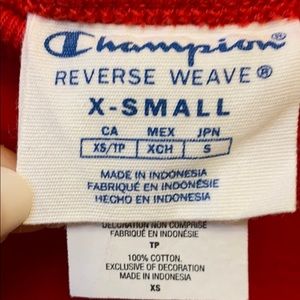 Champion
REVERSE WEAVE®
X-SMALL
CA MEX JPN
XS/TP XCH S
MADE IN INDONESIA
FABRIQUÉ EN INDONÉSIE
HECHO EN INDONESIA
DÉCORATION NON COMPRISE
FABRIQUÉ EN INDONÉSIE
TP
100% COTTON.
EXCLUSIVE OF DECORATION
MADE IN INDONESIA
XS